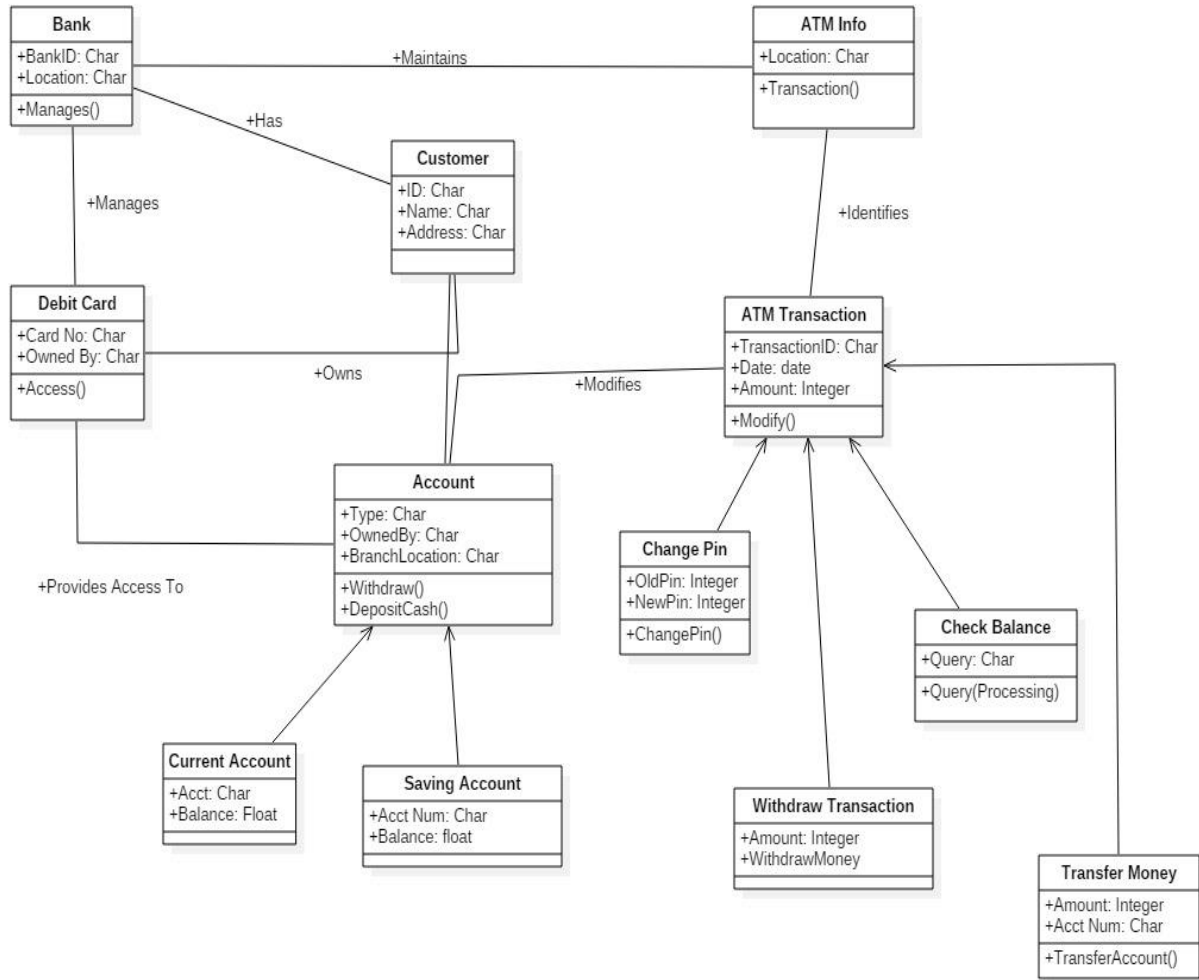 Bank
+BankID: Char
+Location: Char
+Manages()
ATM Info
+Location: Char
+Transaction()
+Maintains
+Has
Customer
+ID: Char
+Name: Char
+Address: Char
+Manages
+Identifies
Debit Card
+Card No: Char
+Owned By: Char
+Access()
+Owns
ATM Transaction
+TransactionID: Char
+Date: date
+Amount: Integer
+Modify()
+Modifies
Account
+Type: Char
+OwnedBy: Char
+BranchLocation: Char
+Withdraw()
+DepositCash()
+Provides Access To
Change Pin
+OldPin: Integer
+NewPin: Integer
+ChangePin()
Check Balance
+Query: Char
+Query(Processing)
Current Account
+Acct: Char
+Balance: Float
Saving Account
+Acct Num: Char
+Balance: float
Withdraw Transaction
+Amount: Integer
+WithdrawMoney
Transfer Money
+Amount: Integer
+Acct Num: Char
+TransferAccount()